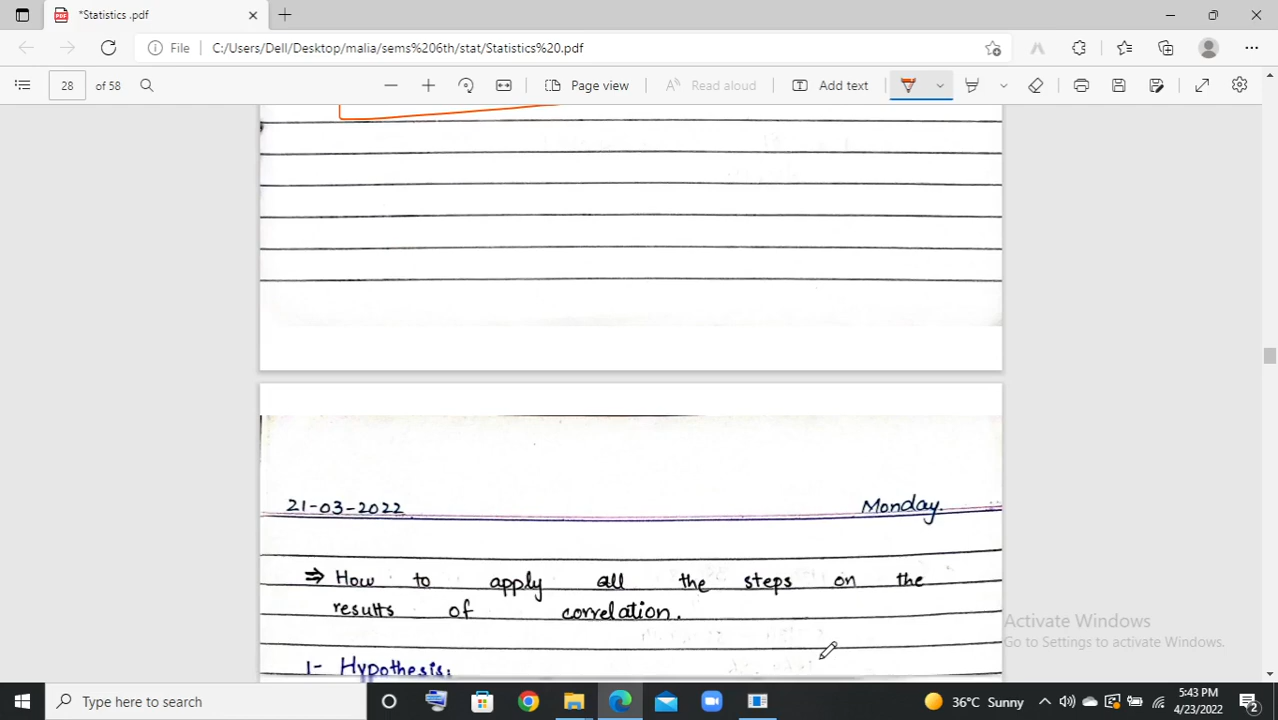 *Statistics .pdf
File C:/Users/Dell/Desktop/malia/sems%206th/stat/Statistics%20.pdf
28 of 58 Page view Read aloud Add text
21-03-2022 Monday.
⇒ How to apply all the steps on the
results of correlation.
1- Hypothesis:
Activate Windows
Go to Settings to activate Windows.
Type here to search
36°C Sunny
5:43 PM
4/23/2022
2